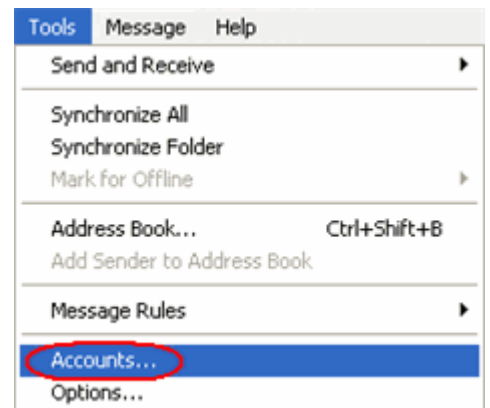 Tools Message Help
Send and Receive
Synchronize All
Synchronize Folder
Mark for Offline
Address Book... Ctrl+Shift+B
Add Sender to Address Book
Message Rules
Accounts...
Options...